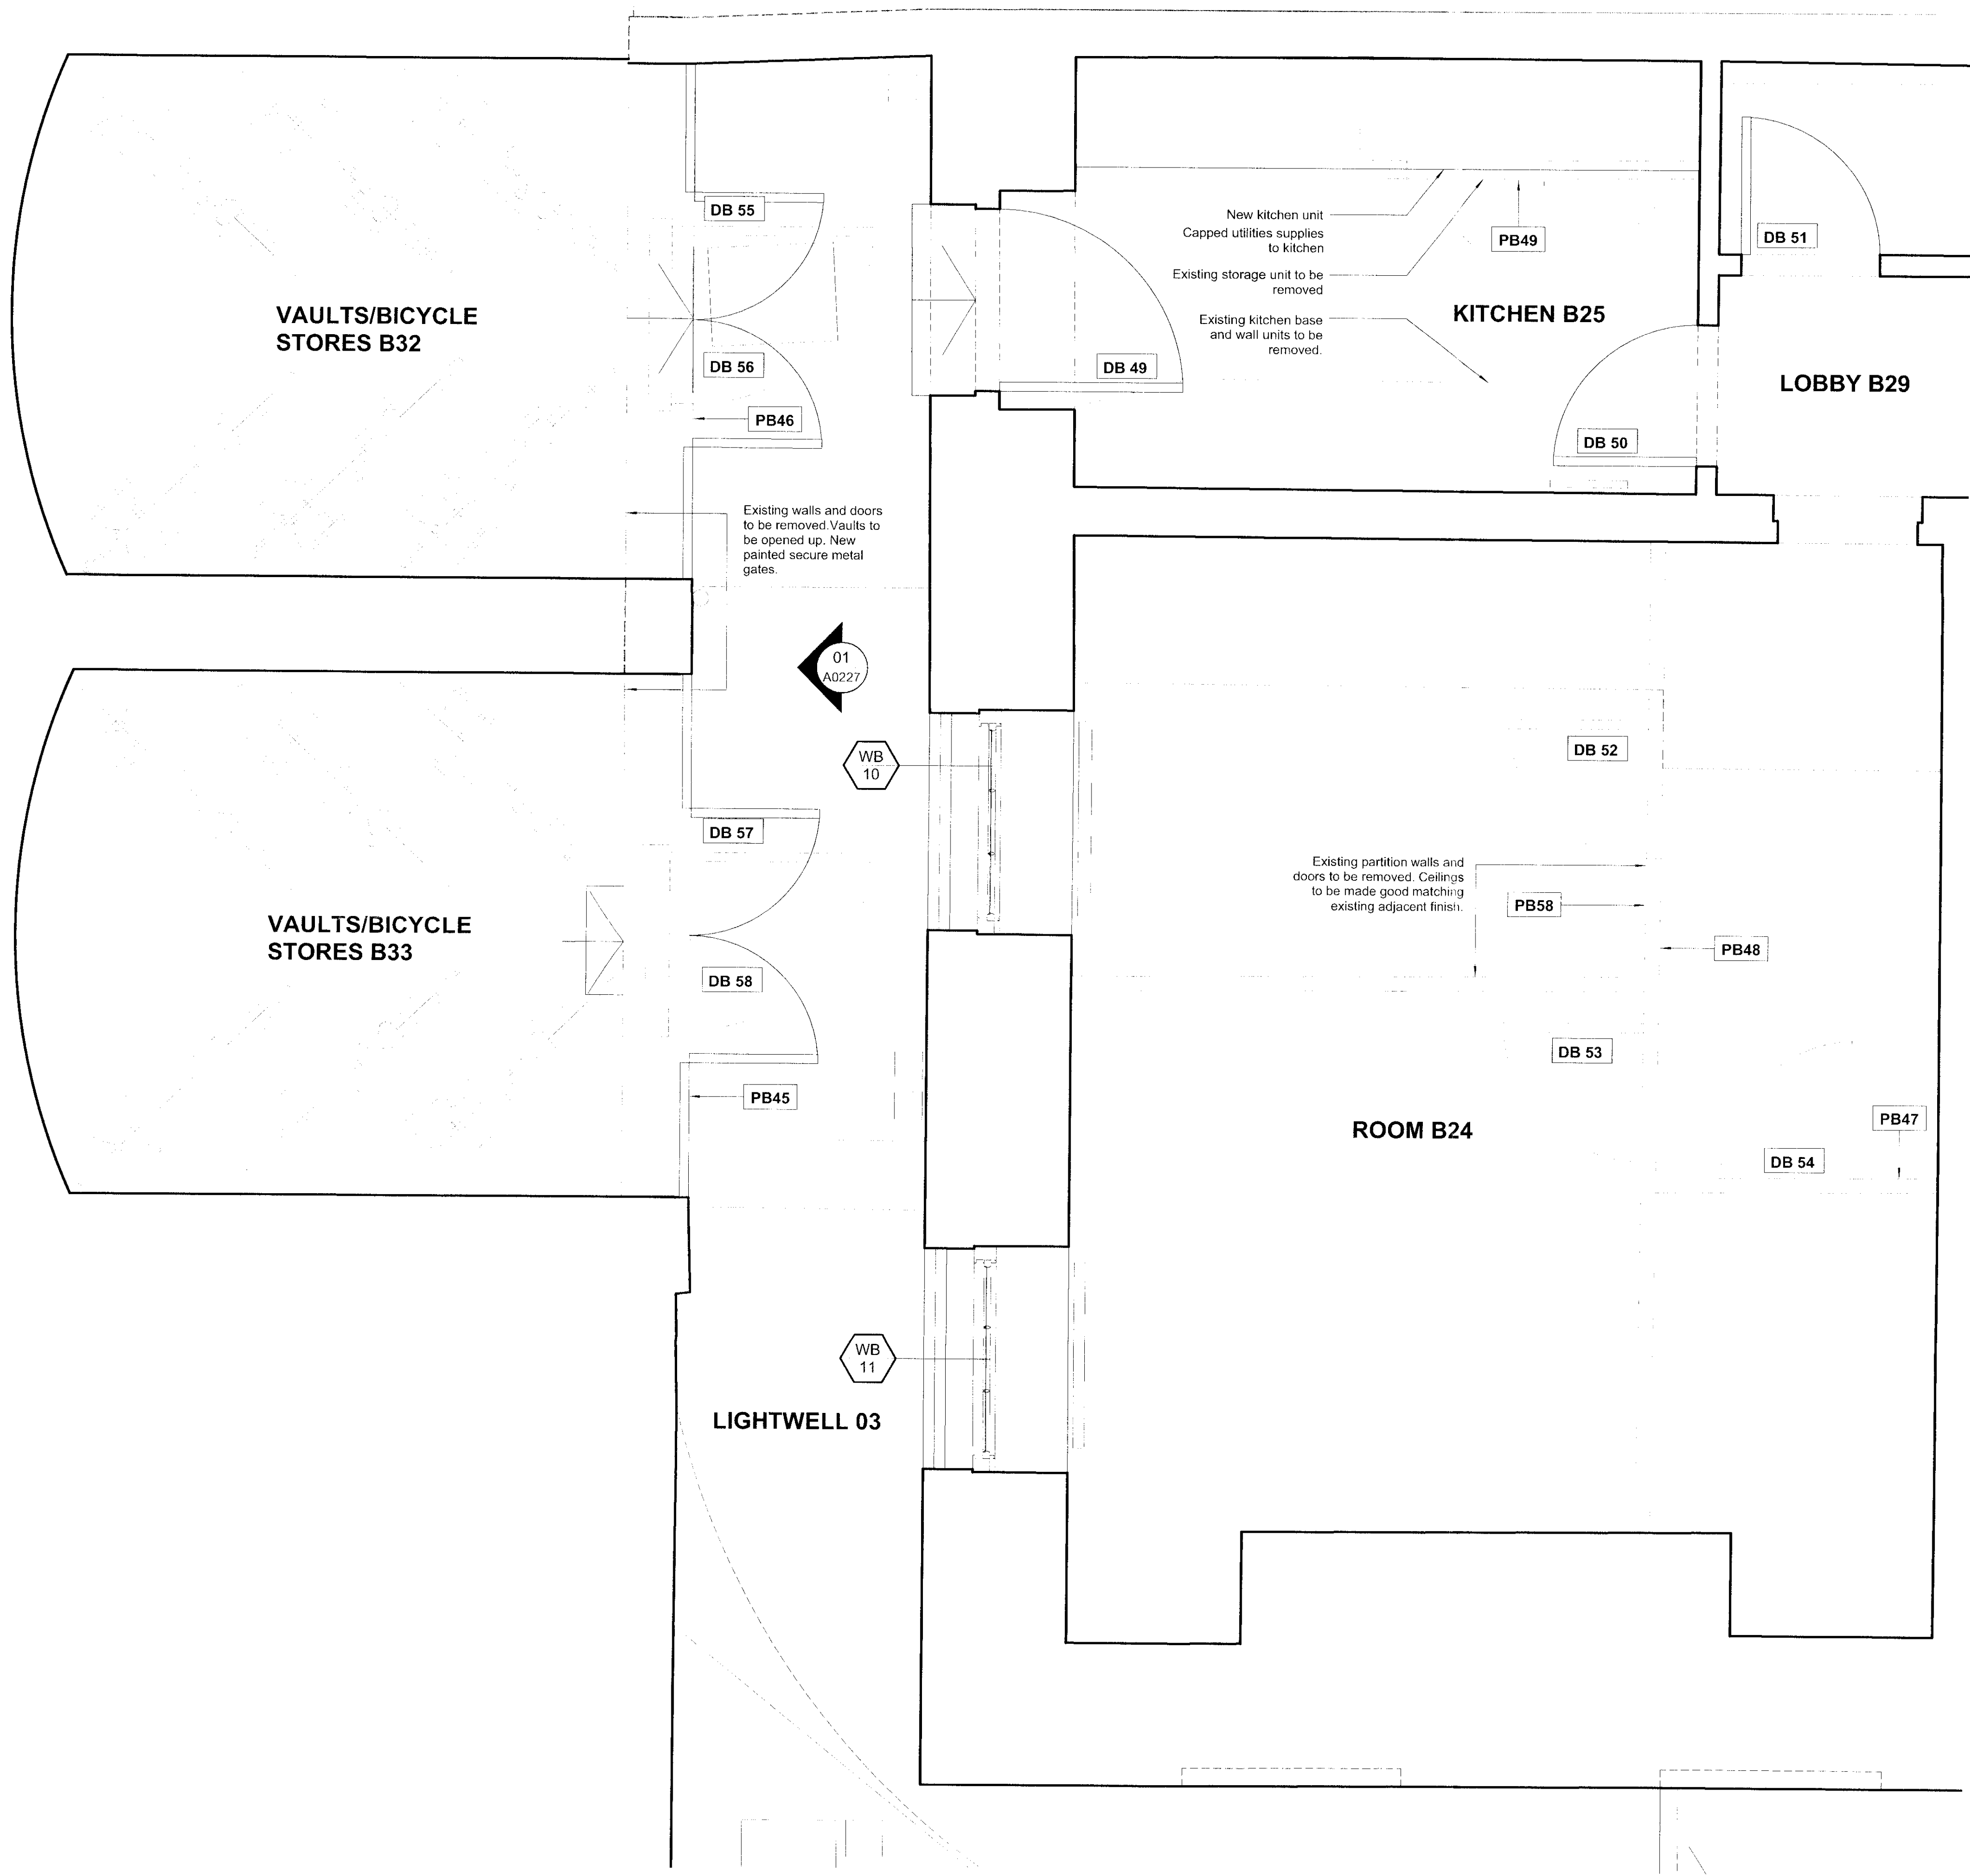 DB 55
New kitchen unit
Capped utilities supplies
to kitchen
PB49
DB 51
Existing storage unit to be
removed
VAULTS/BICYCLE
STORES B32
KITCHEN B25
Existing kitchen base
and wall units to be
removed.
DB 56
DB 49
LOBBY B29
PB46
DB 50
Existing walls and doors
to be removed.Vaults to
be opened up. New
painted secure metal
gates.
01
A0227
WB
10
DB 52
DB 57
Existing partition walls and
doors to be removed. Ceilings
to be made good matching
existing adjacent finish.
PB58
VAULTS/BICYCLE
STORES B33
PB48
DB 58
DB 53
PB45
ROOM B24
PB47
DB 54
WB
11
LIGHTWELL 03